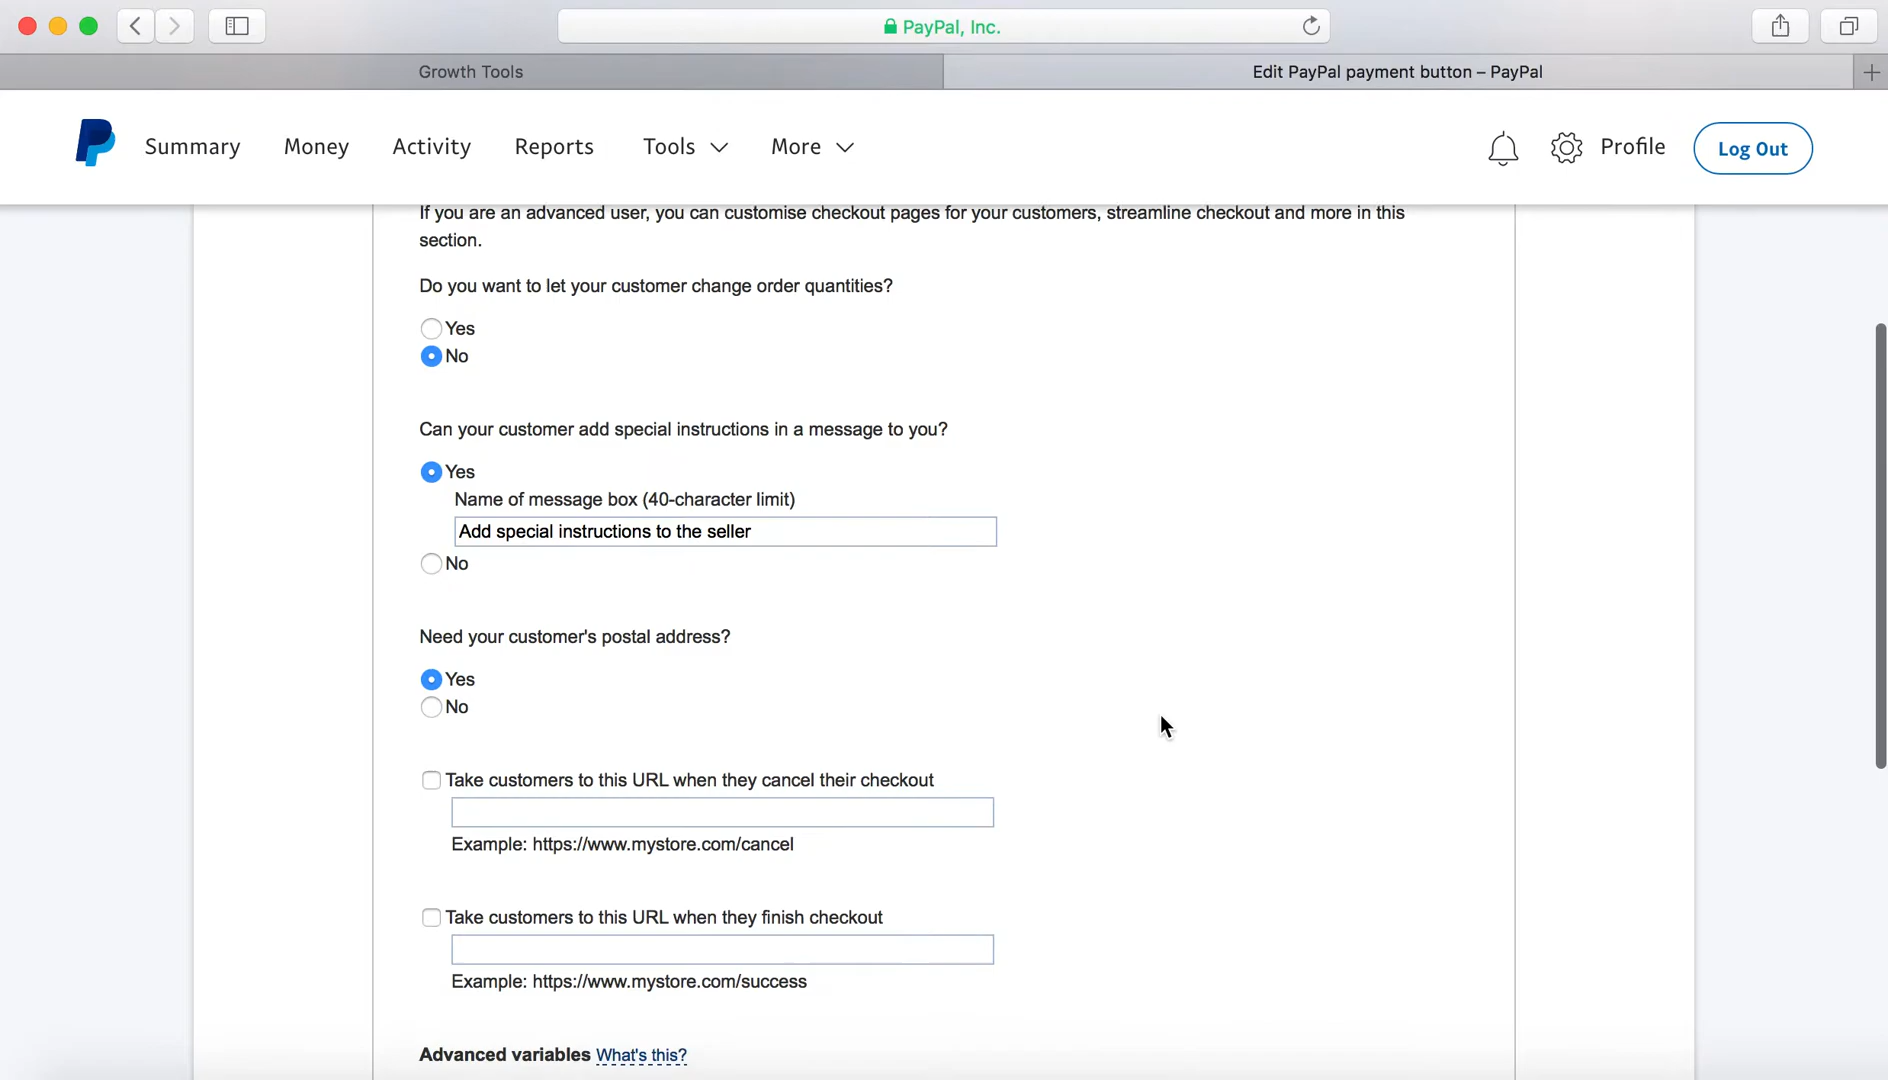 PayPal, Inc.
Growth Tools
Edit PayPal payment button – PayPal
Summary Money Activity Reports Tools More Profile Log Out
If you are an advanced user, you can customise checkout pages for your customers, streamline checkout and more in this
section.
Do you want to let your customer change order quantities?
Yes
No
Can your customer add special instructions in a message to you?
Yes
Name of message box (40-character limit)
Add special instructions to the seller
No
Need your customer's postal address?
Yes
No
Take customers to this URL when they cancel their checkout
Example: https://www.mystore.com/cancel
Take customers to this URL when they finish checkout
Example: https://www.mystore.com/success
Advanced variables What's this?